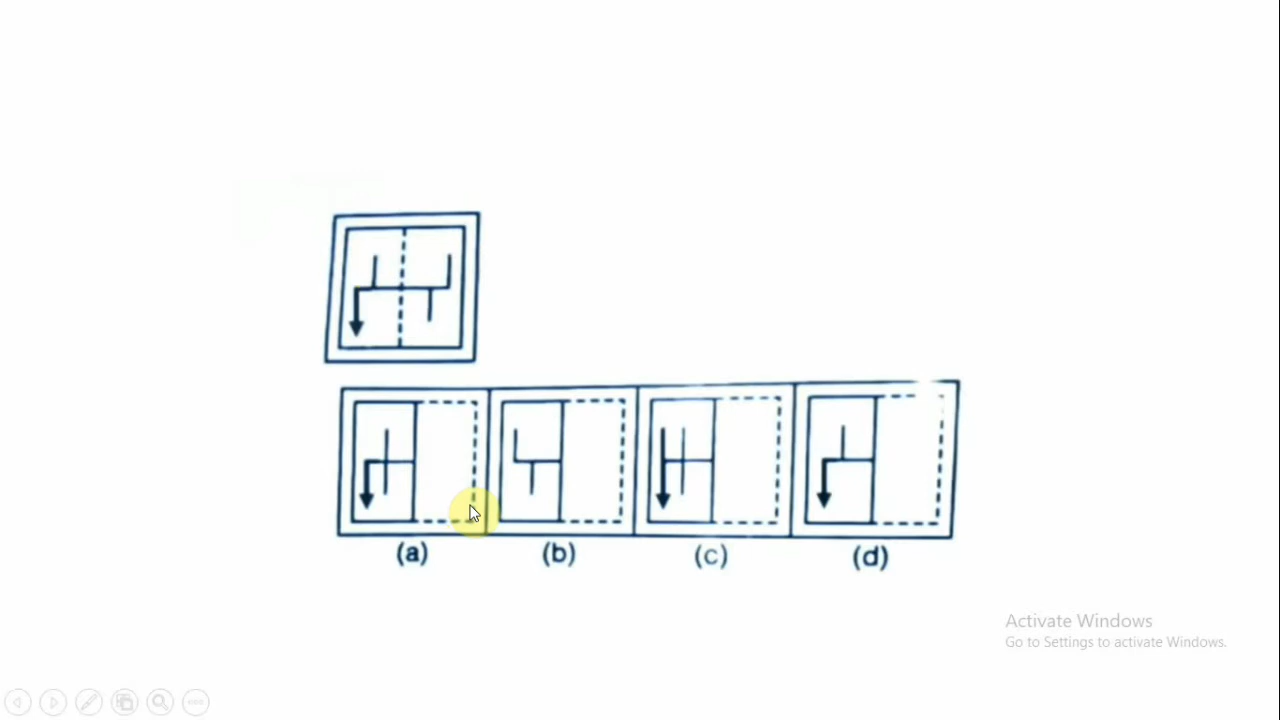 (a) (b) (c) (d)
Activate Windows
Go to Settings to activate Windows.